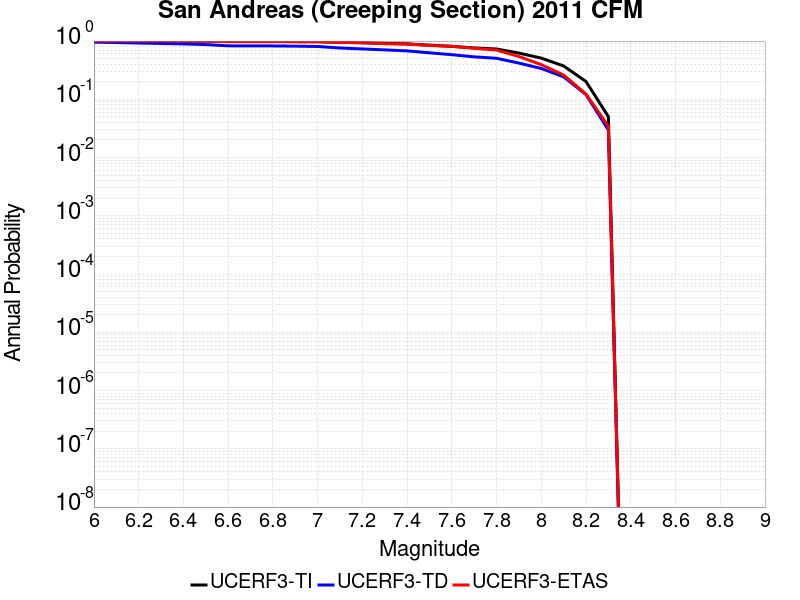 San Andreas (Creeping Section) 2011 CFM
10^0
10^-1
10^-2
10^-3
10^-4
10^-5
10^-6
10^-7
10^-8
Annual Probability
6 6.2 6.4 6.6 6.8 7 7.2 7.4 7.6 7.8 8 8.2 8.4 8.6 8.8 9
Magnitude
UCERF3-TI UCERF3-TD UCERF3-ETAS